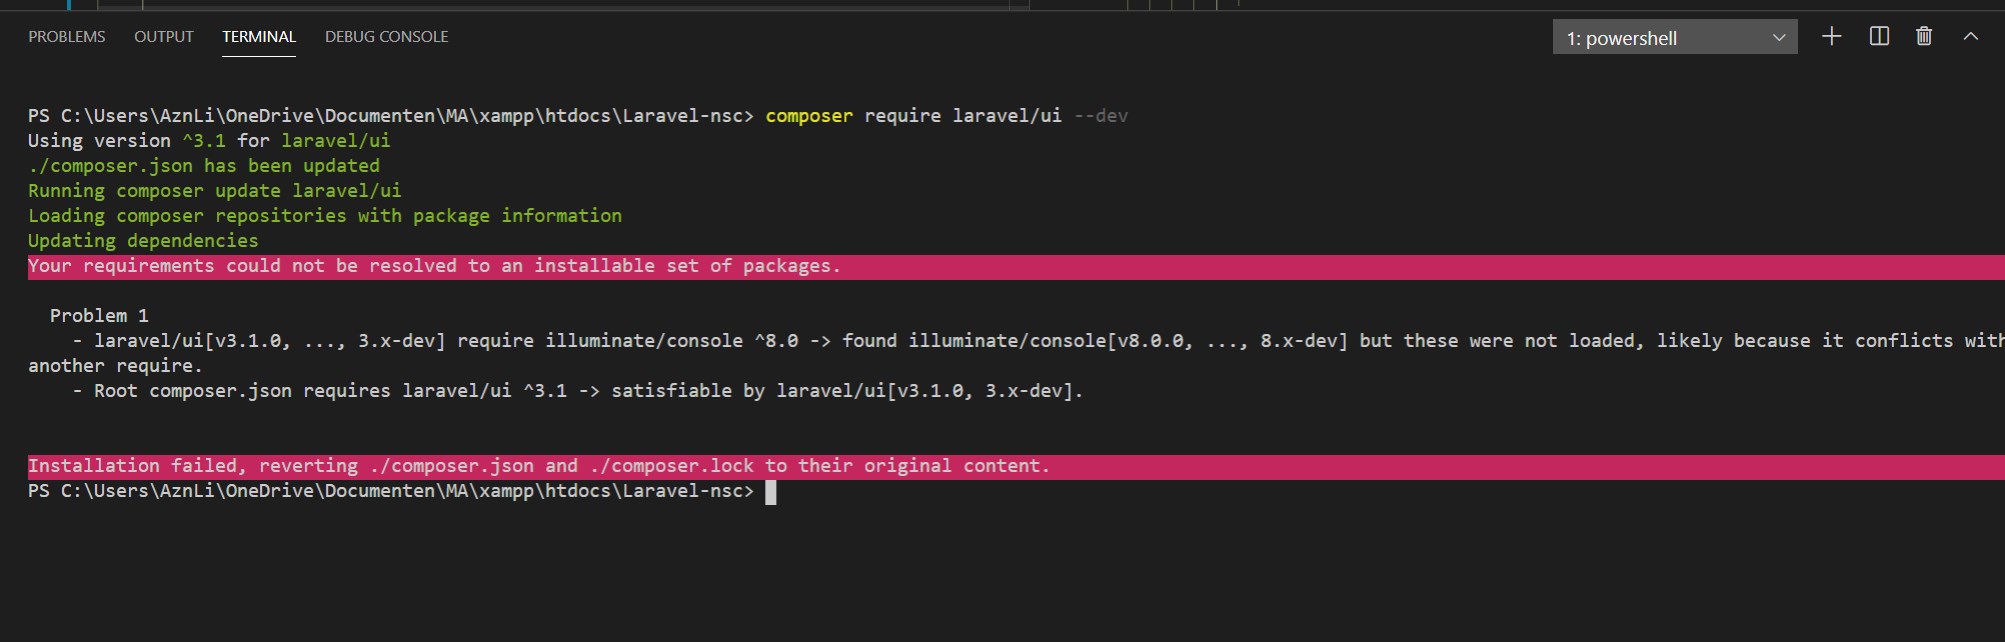 PROBLEMS OUTPUT TERMINAL DEBUG CONSOLE 1: powershell
PS C:\Users\AznLi\OneDrive\Documenten\MA\xampp\htdocs\Laravel-nsc> composer require laravel/ui --dev
Using version ^3.1 for laravel/ui
./composer.json has been updated
Running composer update laravel/ui
Loading composer repositories with package information
Updating dependencies
Your requirements could not be resolved to an installable set of packages.
Problem 1
- laravel/ui[v3.1.0, ..., 3.x-dev] require illuminate/console ^8.0 -> found illuminate/console[v8.0.0, ..., 8.x-dev] but these were not loaded, likely because it conflicts with
another require.
- Root composer.json requires laravel/ui ^3.1 -> satisfiable by laravel/ui[v3.1.0, 3.x-dev].
Installation failed, reverting ./composer.json and ./composer.lock to their original content.
PS C:\Users\AznLi\OneDrive\Documenten\MA\xampp\htdocs\Laravel-nsc>